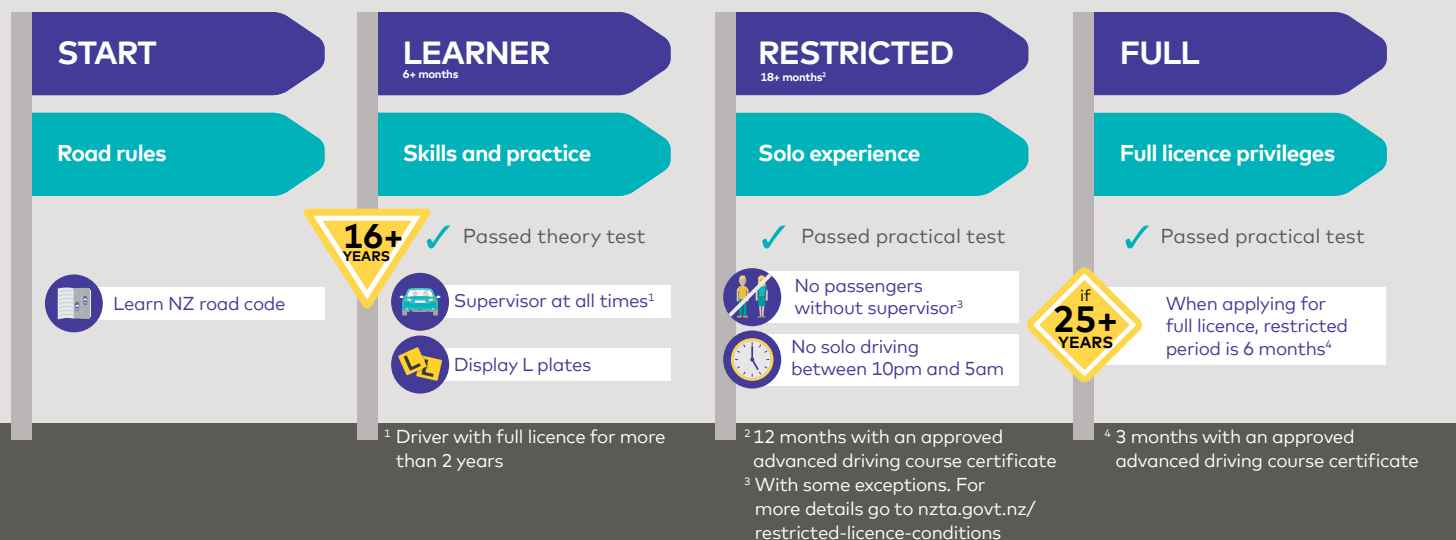 START
Road rules
Learn NZ road code
LEARNER
6+ months
Skills and practice
16+
YEARS
✓ Passed theory test
Supervisor at all times¹
L L
Display L plates
¹ Driver with full licence for more
than 2 years
RESTRICTED
18+ months²
Solo experience
✓ Passed practical test
No passengers
without supervisor³
No solo driving
between 10pm and 5am
² 12 months with an approved
advanced driving course certificate
³ With some exceptions. For
more details go to nzta.govt.nz/
restricted-licence-conditions
FULL
Full licence privileges
✓ Passed practical test
if
25+
YEARS
When applying for
full licence, restricted
period is 6 months⁴
⁴ 3 months with an approved
advanced driving course certificate